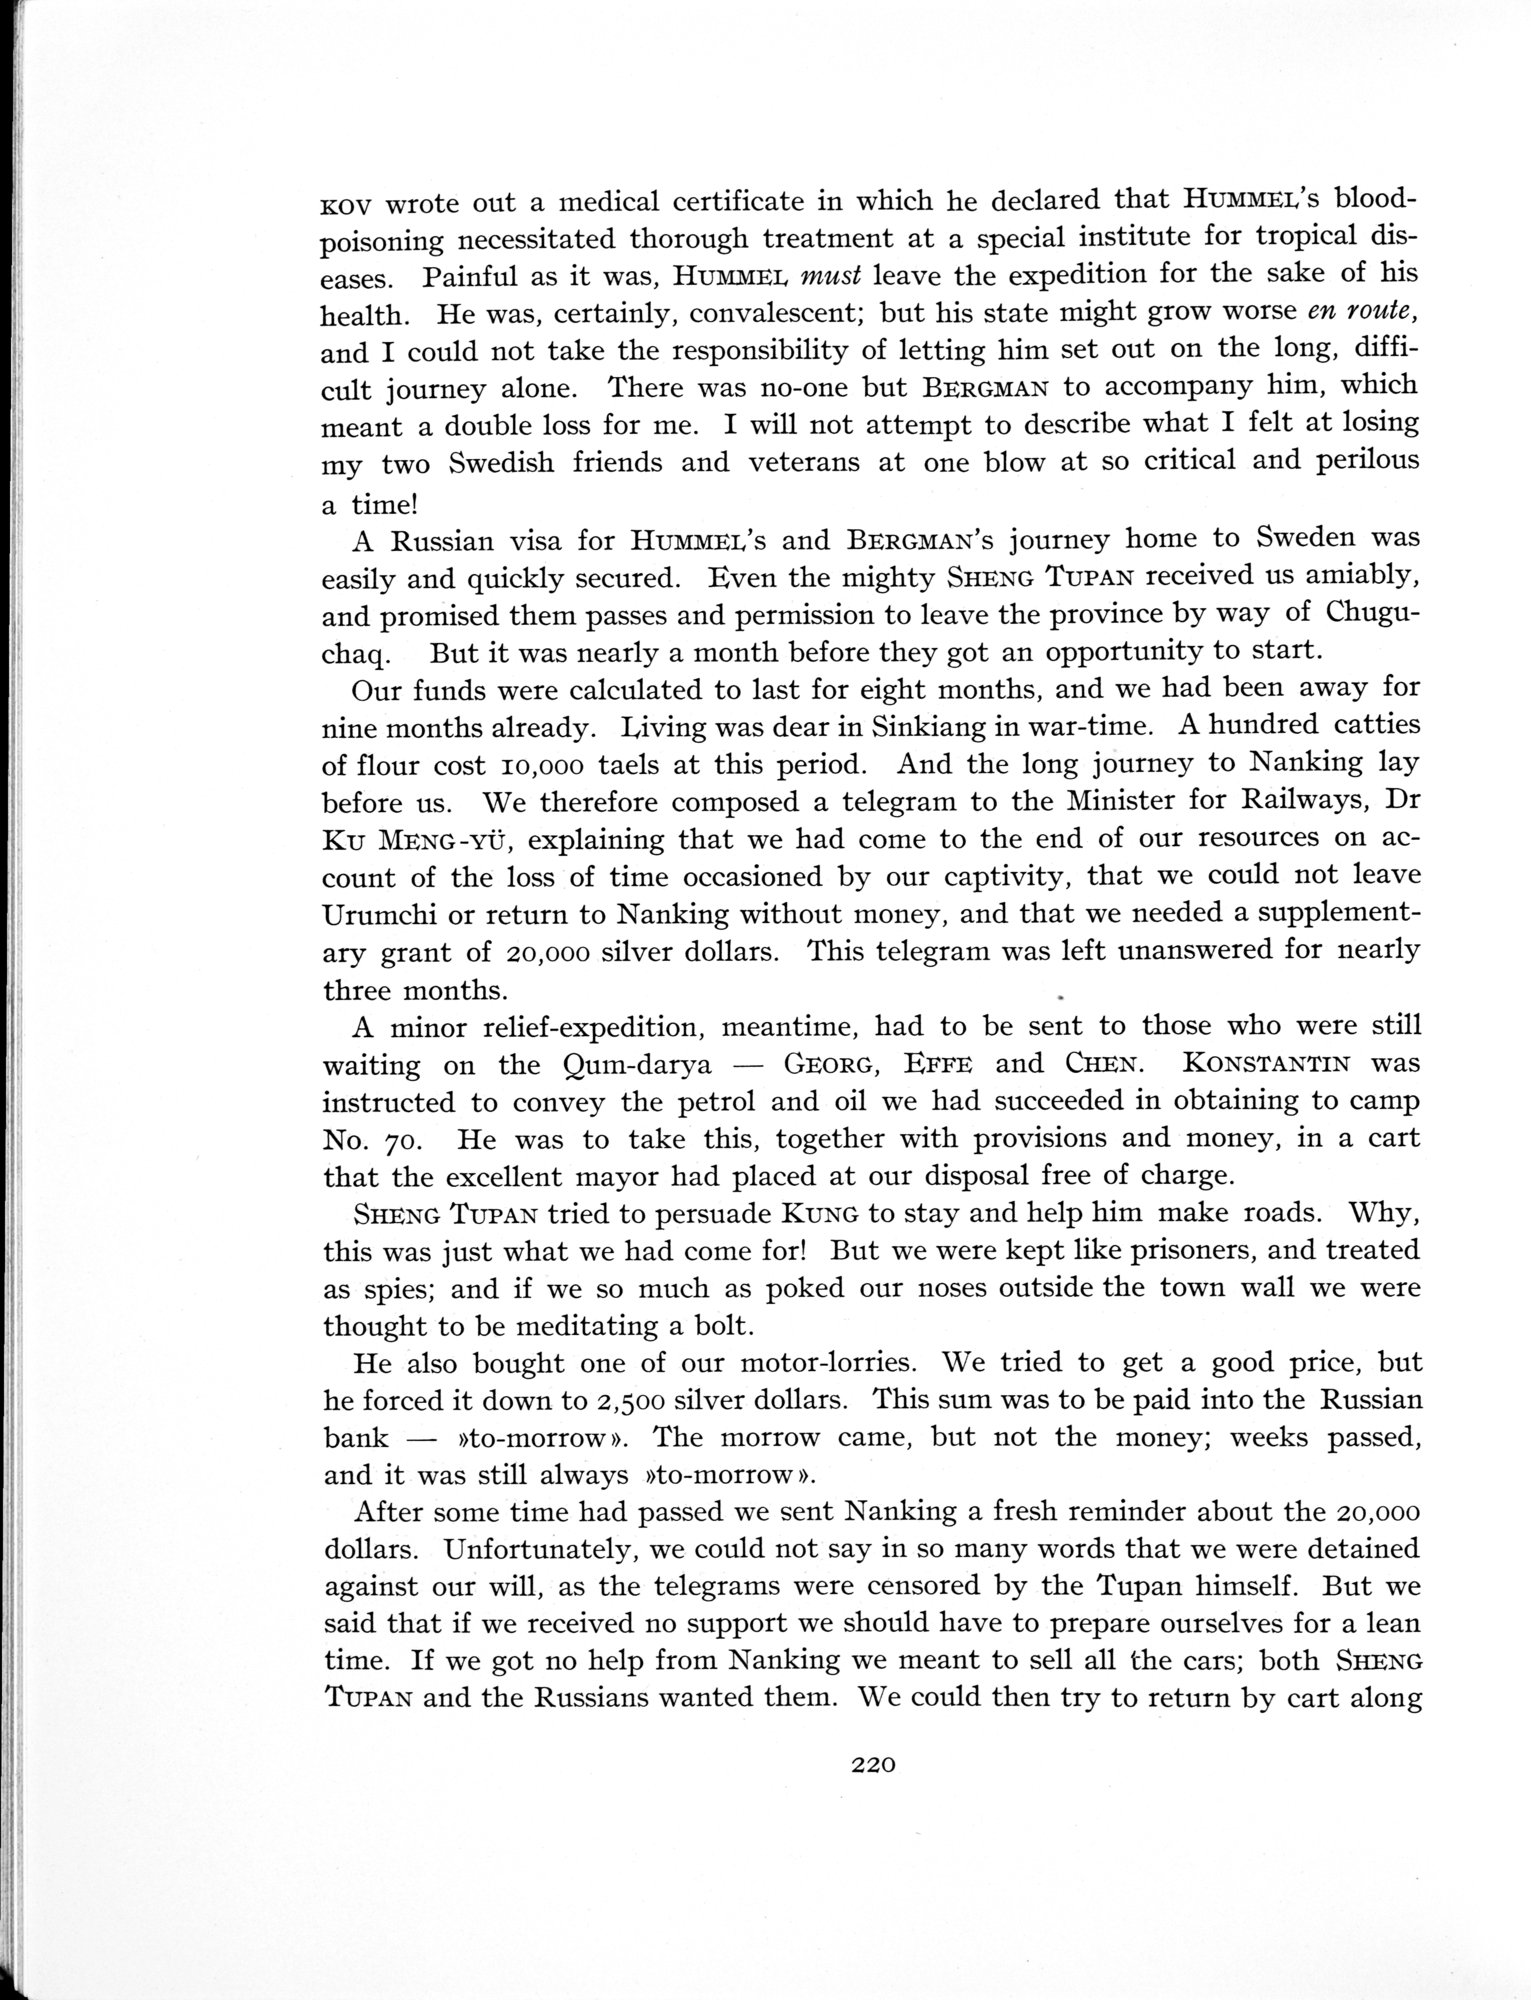 KOV wrote out a medical certificate in which he declared that HUMMEL's blood-
poisoning necessitated thorough treatment at a special institute for tropical dis-
eases. Painful as it was, HUMMEL must leave the expedition for the sake of his
health. He was, certainly, convalescent; but his state might grow worse en route,
and I could not take the responsibility of letting him set out on the long, diffi-
cult journey alone. There was no-one but BERGMAN to accompany him, which
meant a double loss for me. I will not attempt to describe what I felt at losing
my two Swedish friends and veterans at one blow at so critical and perilous
a time!
A Russian visa for HUMMEL's and BERGMAN's journey home to Sweden was
easily and quickly secured. Even the mighty SHENG TUPAN received us amiably,
and promised them passes and permission to leave the province by way of Chugu-
chaq. But it was nearly a month before they got an opportunity to start.
Our funds were calculated to last for eight months, and we had been away for
nine months already. Living was dear in Sinkiang in war-time. A hundred catties
of flour cost 10,000 taels at this period. And the long journey to Nanking lay
before us. We therefore composed a telegram to the Minister for Railways, Dr
KU MENG-YÜ, explaining that we had come to the end of our resources on ac-
count of the loss of time occasioned by our captivity, that we could not leave
Urumchi or return to Nanking without money, and that we needed a supplement-
ary grant of 20,000 silver dollars. This telegram was left unanswered for nearly
three months.
A minor relief-expedition, meantime, had to be sent to those who were still
waiting on the Qum-darya — GEORG, EFFE and CHEN. KONSTANTIN was
instructed to convey the petrol and oil we had succeeded in obtaining to camp
No. 70. He was to take this, together with provisions and money, in a cart
that the excellent mayor had placed at our disposal free of charge.
SHENG TUPAN tried to persuade KUNG to stay and help him make roads. Why,
this was just what we had come for! But we were kept like prisoners, and treated
as spies; and if we so much as poked our noses outside the town wall we were
thought to be meditating a bolt.
He also bought one of our motor-lorries. We tried to get a good price, but
he forced it down to 2,500 silver dollars. This sum was to be paid into the Russian
bank — »to-morrow». The morrow came, but not the money; weeks passed,
and it was still always »to-morrow».
After some time had passed we sent Nanking a fresh reminder about the 20,000
dollars. Unfortunately, we could not say in so many words that we were detained
against our will, as the telegrams were censored by the Tupan himself. But we
said that if we received no support we should have to prepare ourselves for a lean
time. If we got no help from Nanking we meant to sell all the cars; both SHENG
TUPAN and the Russians wanted them. We could then try to return by cart along
220